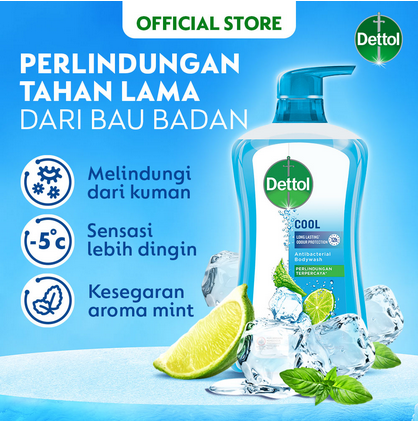 OFFICIAL STORE
Dettol
PERLINDUNGAN
TAHAN LAMA
DARI BAU BADAN
Melindungi
dari kuman
-5°c
Sensasi
lebih dingin
Kesegaran
aroma mint
Dettol
COOL
LONG LASTING*
ODOUR PROTECTION
Antibacterial
Bodywash
PERLINDUNGAN
TERPERCAYA*